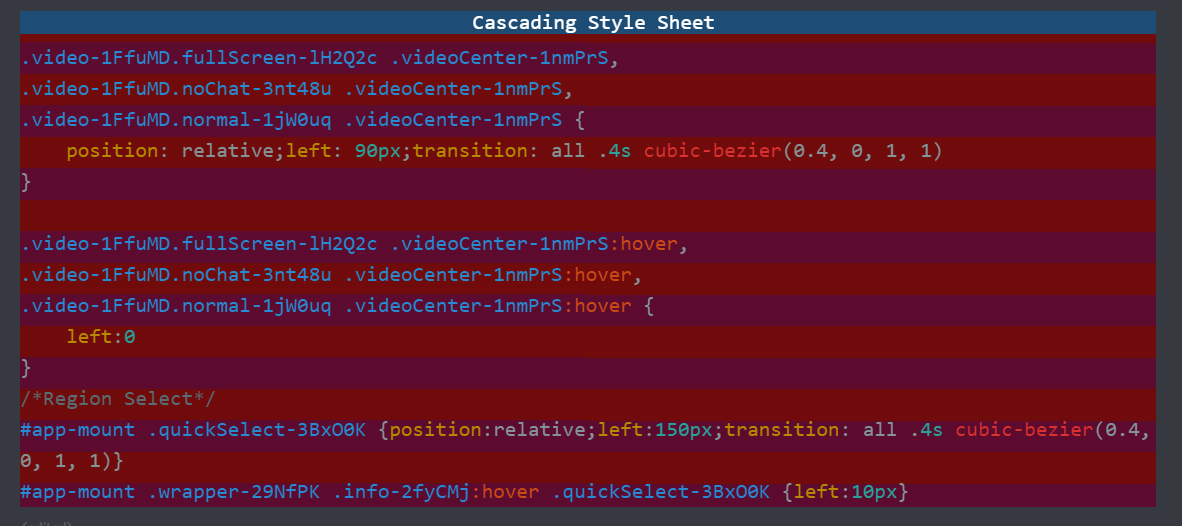 Cascading Style Sheet
.video-1FfuMD.fullScreen-lH2Q2c .videoCenter-1nmPrS,
.video-1FfuMD.noChat-3nt48u .videoCenter-1nmPrS,
.video-1FfuMD.normal-1jW0uq .videoCenter-1nmPrS {
    position: relative;left: 90px;transition: all .4s cubic-bezier(0.4, 0, 1, 1)
}
.video-1FfuMD.fullScreen-lH2Q2c .videoCenter-1nmPrS:hover,
.video-1FfuMD.noChat-3nt48u .videoCenter-1nmPrS:hover,
.video-1FfuMD.normal-1jW0uq .videoCenter-1nmPrS:hover {
    left:0
}
/*Region Select*/
#app-mount .quickSelect-3BxO0K {position:relative;left:150px;transition: all .4s cubic-bezier(0.4,
0, 1, 1)}
#app-mount .wrapper-29NfPK .info-2fyCMj:hover .quickSelect-3BxO0K {left:10px}